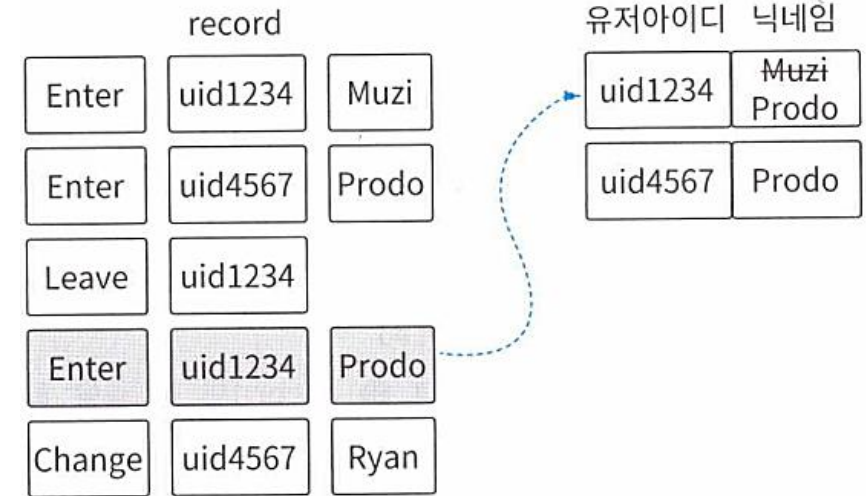 record
Enter uid1234 Muzi
Enter uid4567 Prodo
Leave uid1234
Enter uid1234 Prodo
Change uid4567 Ryan
유저아이디 닉네임
uid1234 Muzi
Prodo
uid4567 Prodo